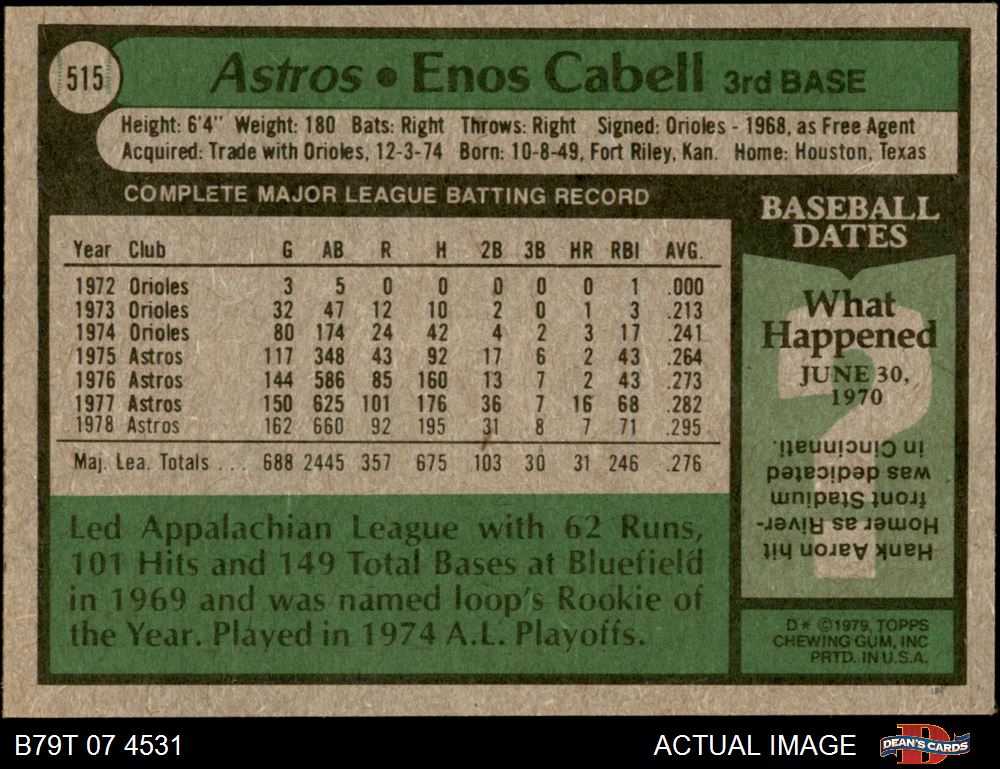 515
Astros • Enos Cabell 3rd BASE
Height: 6'4" Weight: 180 Bats: Right Throws: Right Signed: Orioles - 1968, as Free Agent
Acquired: Trade with Orioles, 12-3-74 Born: 10-8-49, Fort Riley, Kan. Home: Houston, Texas
COMPLETE MAJOR LEAGUE BATTING RECORD
Year Club G AB R H 2B 3B HR RBI AVG.
1972 Orioles 3 5 0 0 0 0 0 1 .000
1973 Orioles 32 47 12 10 2 0 1 3 .213
1974 Orioles 80 174 24 42 4 2 3 17 .241
1975 Astros 117 348 43 92 17 6 2 43 .264
1976 Astros 144 586 85 160 13 7 2 43 .273
1977 Astros 150 625 101 176 36 7 16 68 .282
1978 Astros 162 660 92 195 31 8 7 71 .295
Maj. Lea. Totals ... 688 2445 357 675 103 30 31 246 .276
Led Appalachian League with 62 Runs,
101 Hits and 149 Total Bases at Bluefield
in 1969 and was named loop's Rookie of
the Year. Played in 1974 A.L. Playoffs.
BASEBALL
DATES
What
Happened
JUNE 30,
1970
?
Hank Aaron hit
Homer as River-
front Stadium
was dedicated
in Cincinnati.
D* ©1979, TOPPS
CHEWING GUM, INC
PRTD. IN U.S.A.
B79T 07 4531
ACTUAL IMAGE
DEAN'S CARDS